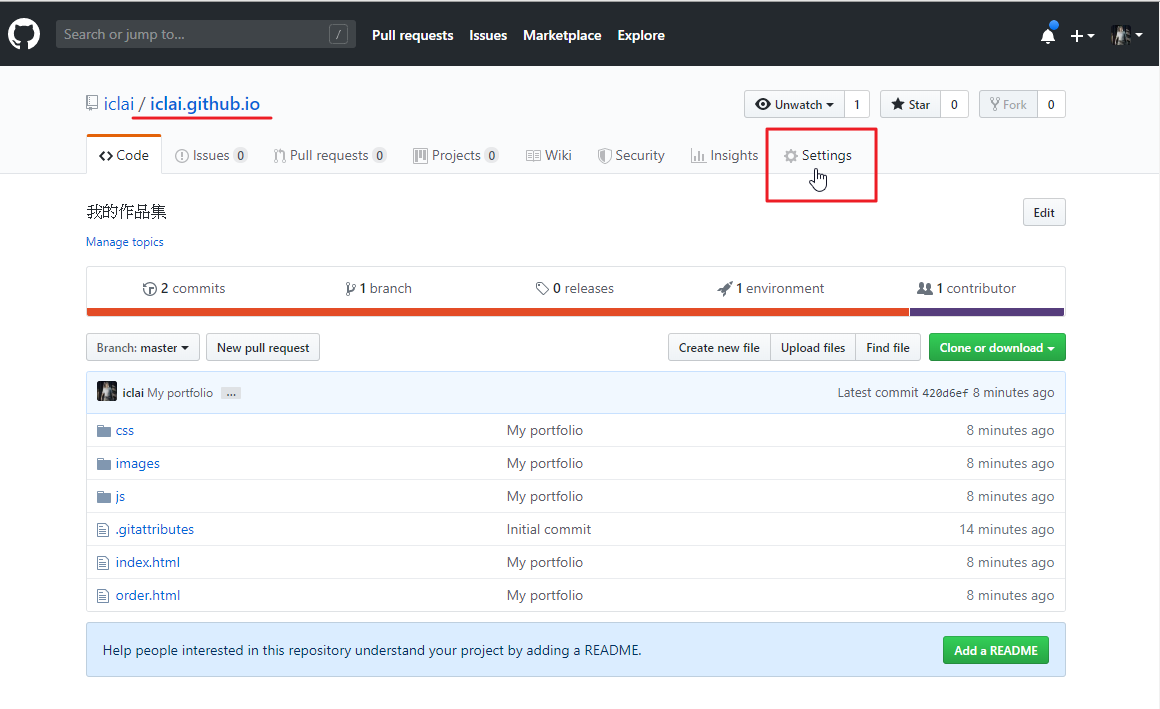 Search or jump to... / Pull requests Issues Marketplace Explore
iclai / iclai.github.io Unwatch 1 Star 0 Fork 0
Code Issues 0 Pull requests 0 Projects 0 Wiki Security Insights Settings
我的作品集 Edit
Manage topics
2 commits 1 branch 0 releases 1 environment 1 contributor
Branch: master New pull request Create new file Upload files Find file Clone or download
iclai My portfolio ... Latest commit 420d6ef 8 minutes ago
css My portfolio 8 minutes ago
images My portfolio 8 minutes ago
js My portfolio 8 minutes ago
.gitattributes Initial commit 14 minutes ago
index.html My portfolio 8 minutes ago
order.html My portfolio 8 minutes ago
Help people interested in this repository understand your project by adding a README. Add a README